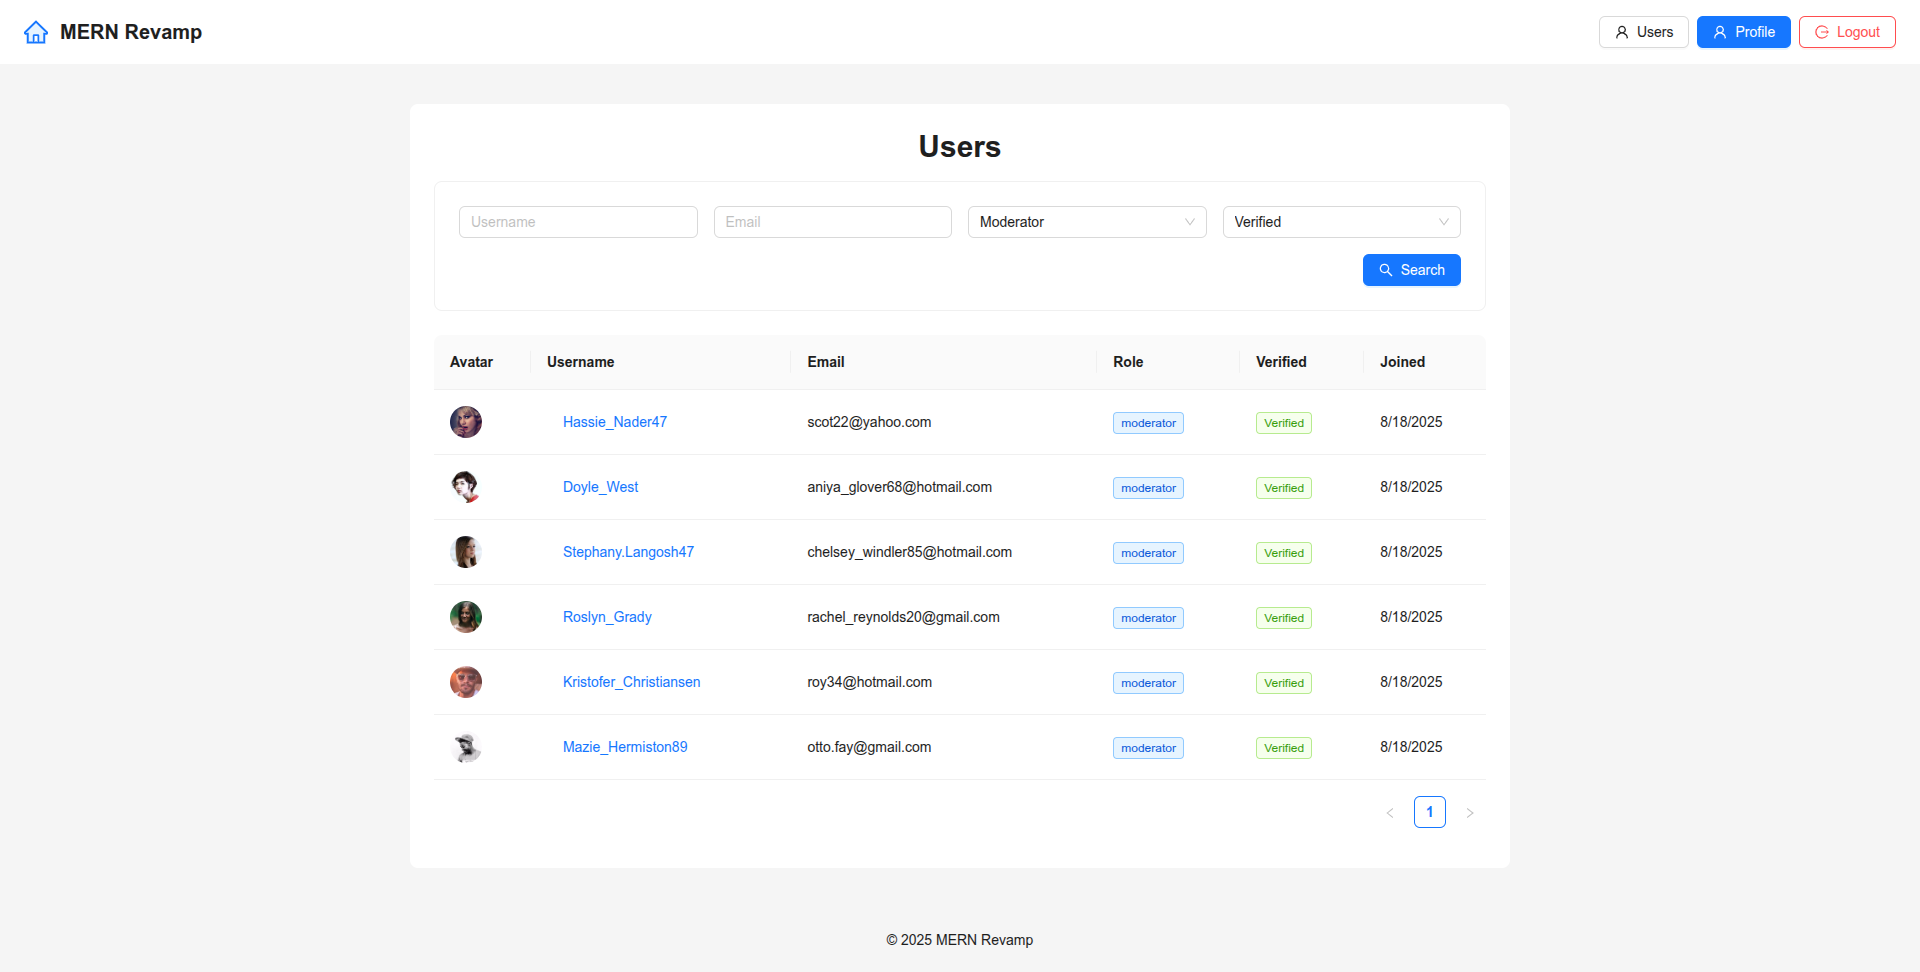 MERN Revamp
Users
Profile
Logout
Users
Username
Email
Moderator
Verified
Search
Avatar Username Email Role Verified Joined
Hassie_Nader47 scot22@yahoo.com moderator Verified 8/18/2025
Doyle_West aniya_glover68@hotmail.com moderator Verified 8/18/2025
Stephany.Langosh47 chelsey_windler85@hotmail.com moderator Verified 8/18/2025
Roslyn_Grady rachel_reynolds20@gmail.com moderator Verified 8/18/2025
Kristofer_Christiansen roy34@hotmail.com moderator Verified 8/18/2025
Mazie_Hermiston89 otto.fay@gmail.com moderator Verified 8/18/2025
1
© 2025 MERN Revamp